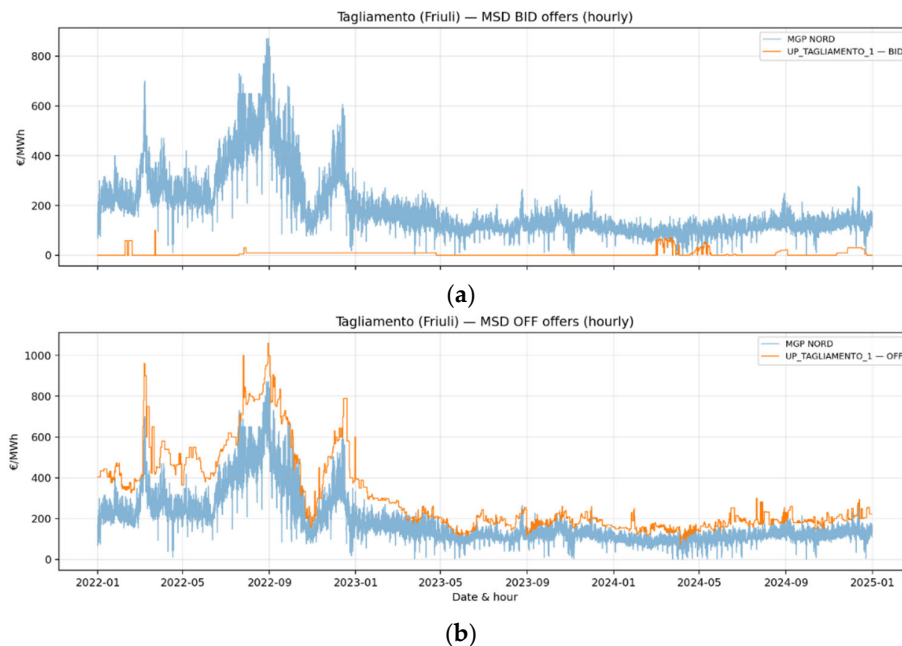 Tagliamento (Friuli) — MSD BID offers (hourly)
MGP NORD
UP_TAGLIAMENTO_1 — BID
€/MWh
800
600
400
200
0
(a)
Tagliamento (Friuli) — MSD OFF offers (hourly)
MGP NORD
UP_TAGLIAMENTO_1 — OFF
€/MWh
1000
800
600
400
200
0
2022-01 2022-05 2022-09 2023-01 2023-05 2023-09 2024-01 2024-05 2024-09 2025-01
Date & hour
(b)